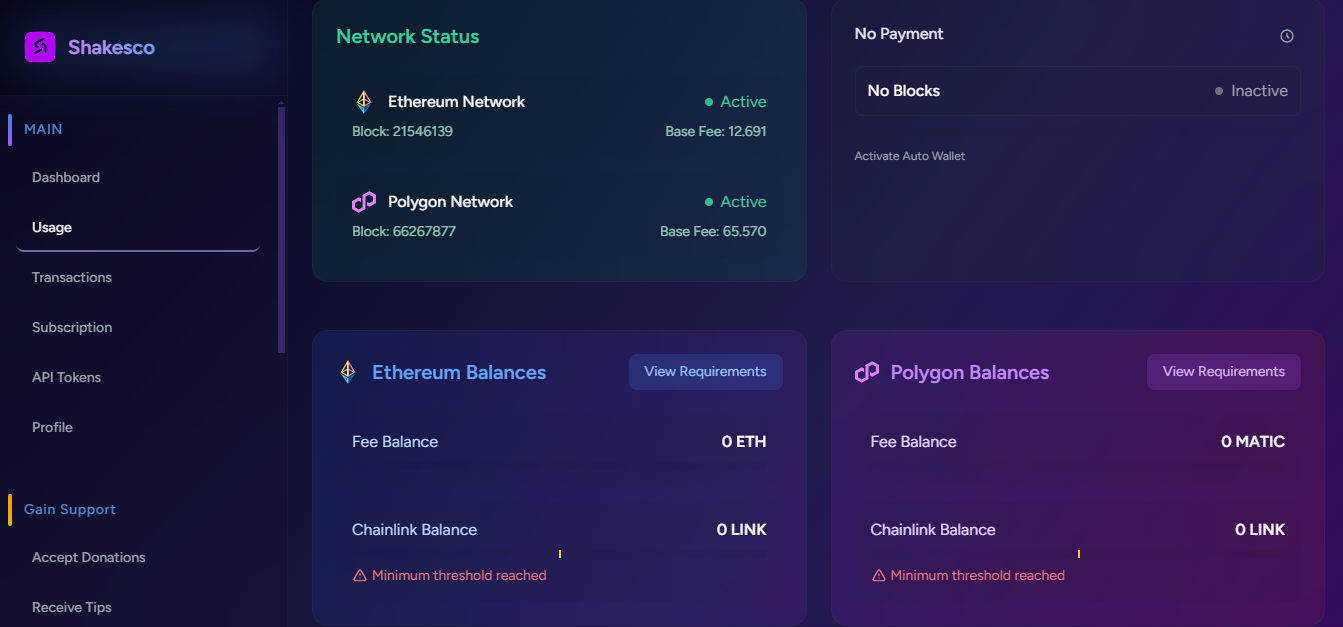 Shakesco
MAIN
Dashboard
Usage
Transactions
Subscription
API Tokens
Profile
Gain Support
Accept Donations
Receive Tips
Network Status
Ethereum Network
Active
Block: 21546139
Base Fee: 12.691
Polygon Network
Active
Block: 66267877
Base Fee: 65.570
No Payment
No Blocks
Inactive
Activate Auto Wallet
Ethereum Balances
View Requirements
Fee Balance
0 ETH
Chainlink Balance
0 LINK
Minimum threshold reached
Polygon Balances
View Requirements
Fee Balance
0 MATIC
Chainlink Balance
0 LINK
Minimum threshold reached